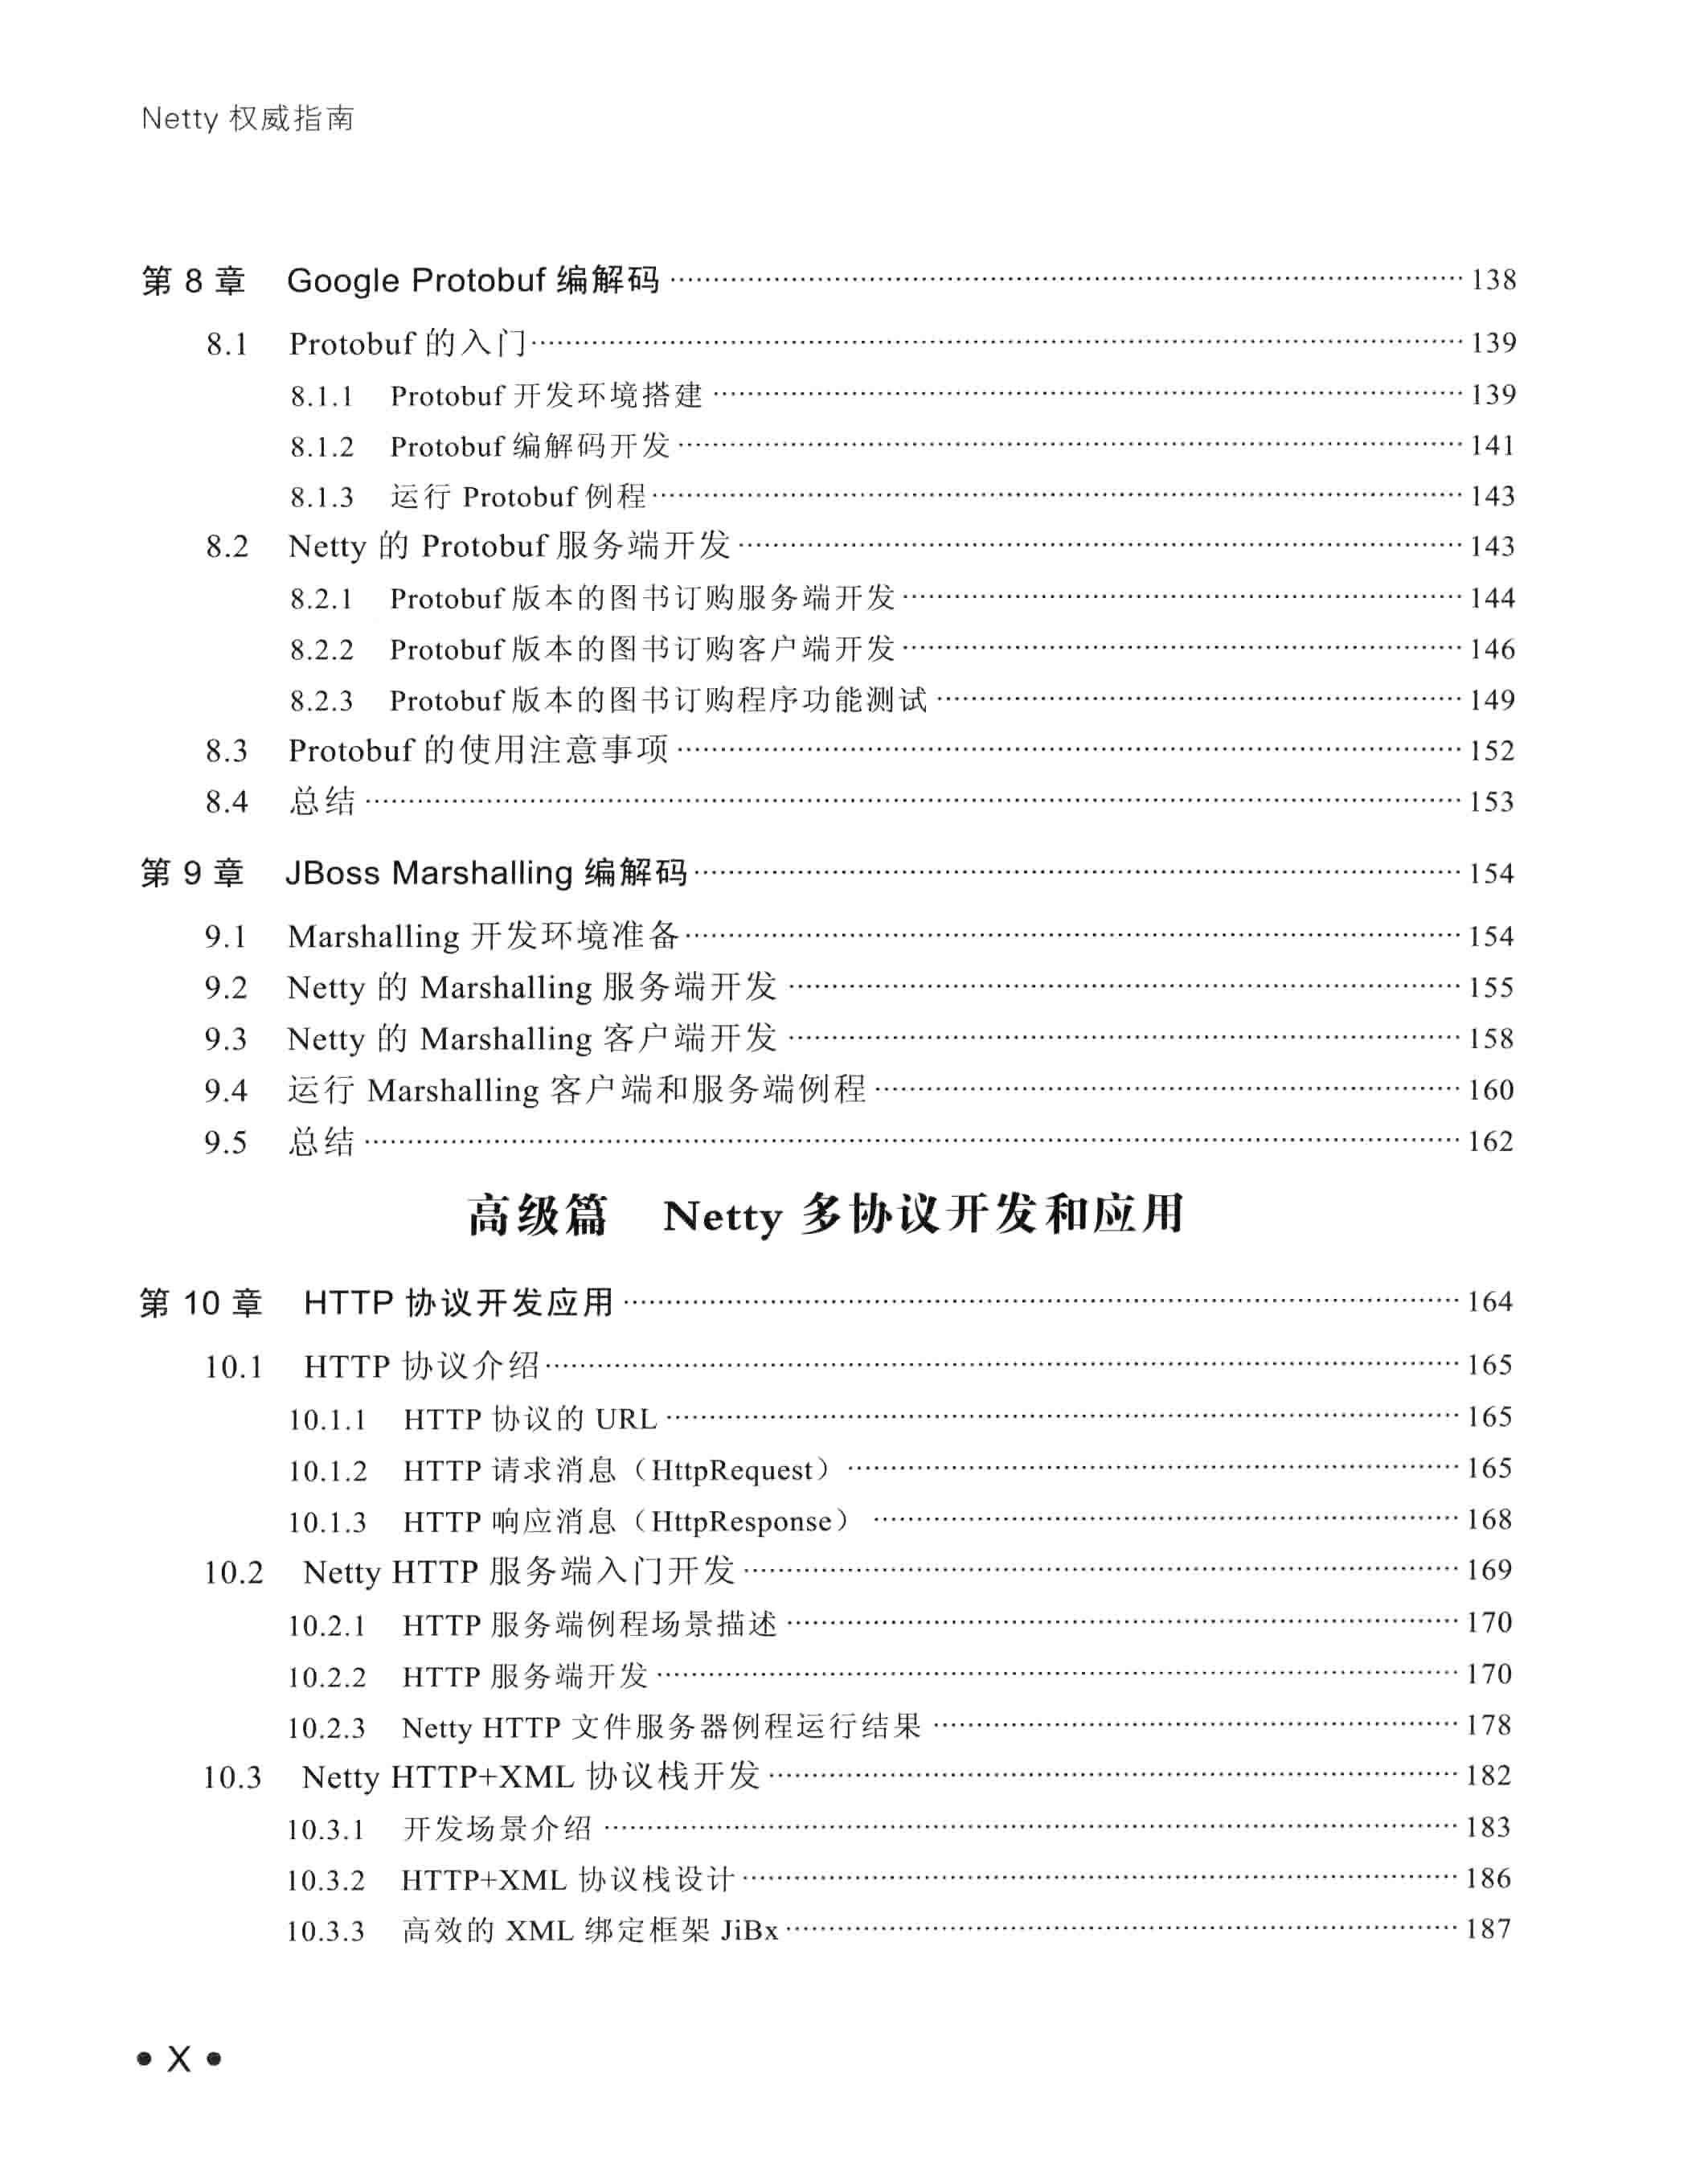 Netty 权威指南
第 8 章 Google Protobuf 编解码 138
8.1 Protobuf 的入门 139
8.1.1 Protobuf 开发环境搭建 139
8.1.2 Protobuf 编解码开发 141
8.1.3 运行 Protobuf 例程 143
8.2 Netty 的 Protobuf 服务端开发 143
8.2.1 Protobuf 版本的图书订购服务端开发 144
8.2.2 Protobuf 版本的图书订购客户端开发 146
8.2.3 Protobuf 版本的图书订购程序功能测试 149
8.3 Protobuf 的使用注意事项 152
8.4 总结 153
第 9 章 JBoss Marshalling 编解码 154
9.1 Marshalling 开发环境准备 154
9.2 Netty 的 Marshalling 服务端开发 155
9.3 Netty 的 Marshalling 客户端开发 158
9.4 运行 Marshalling 客户端和服务端例程 160
9.5 总结 162
高级篇 Netty 多协议开发和应用
第 10 章 HTTP 协议开发应用 164
10.1 HTTP 协议介绍 165
10.1.1 HTTP 协议的 URL 165
10.1.2 HTTP 请求消息（HttpRequest） 165
10.1.3 HTTP 响应消息（HttpResponse） 168
10.2 Netty HTTP 服务端入门开发 169
10.2.1 HTTP 服务端例程场景描述 170
10.2.2 HTTP 服务端开发 170
10.2.3 Netty HTTP 文件服务器例程运行结果 178
10.3 Netty HTTP+XML 协议栈开发 182
10.3.1 开发场景介绍 183
10.3.2 HTTP+XML 协议栈设计 186
10.3.3 高效的 XML 绑定框架 JiBx 187
• X •